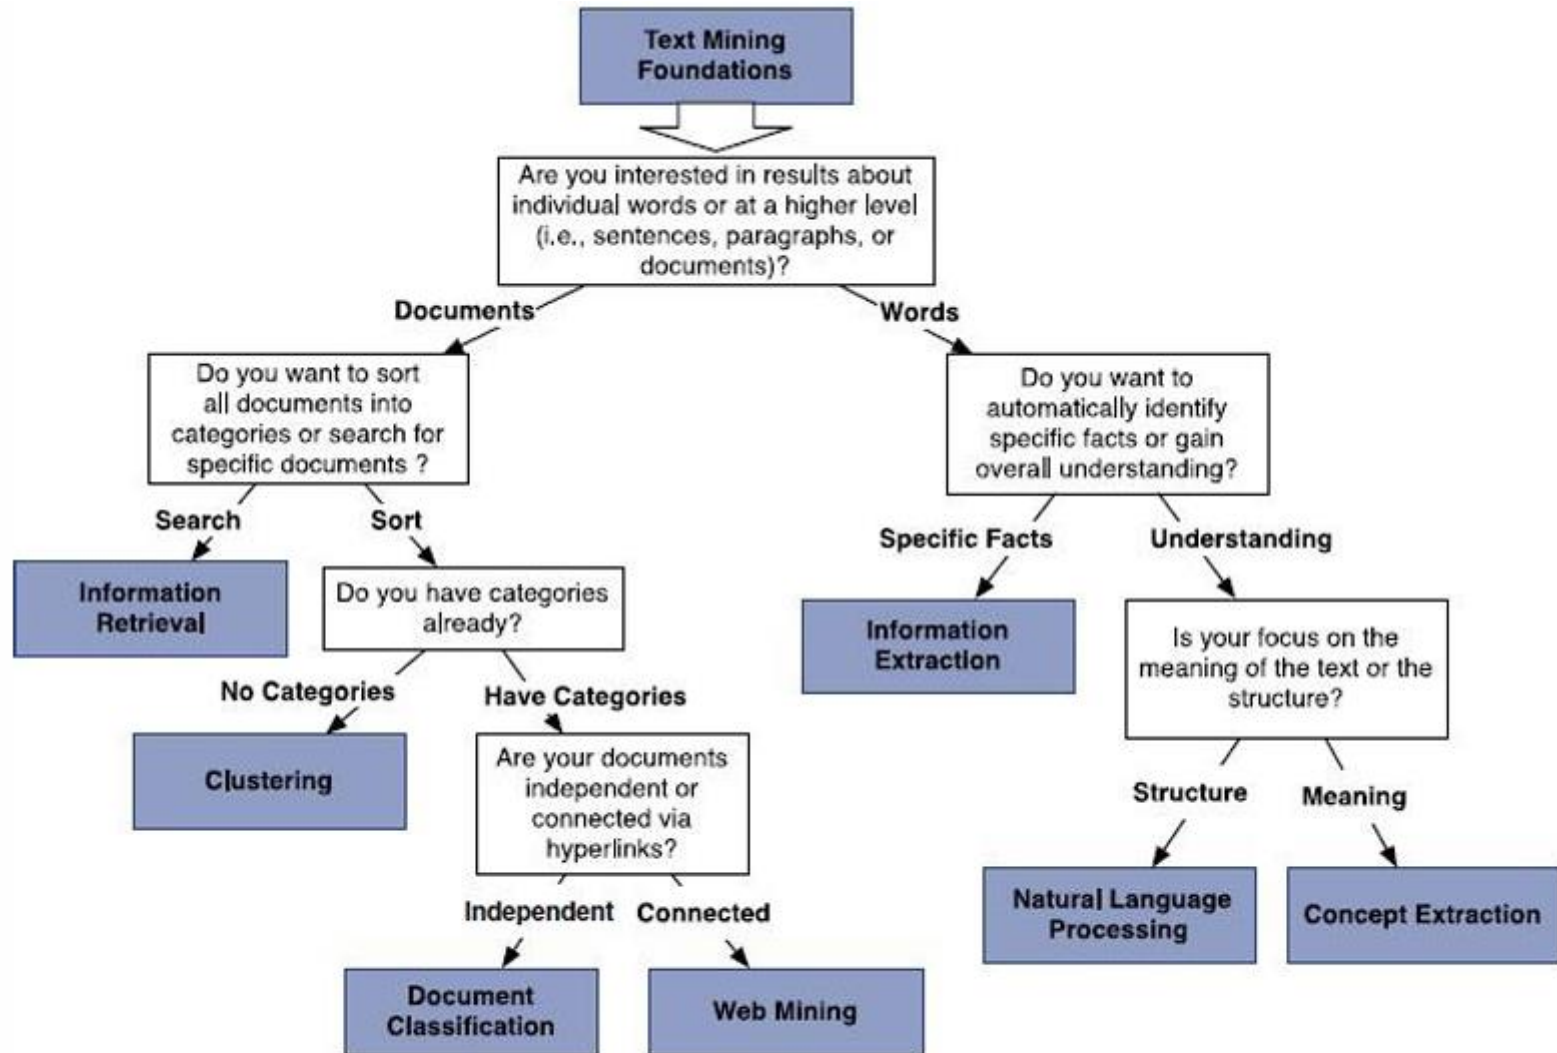 Text Mining
Foundations
Are you interested in results about
individual words or at a higher level
(i.e., sentences, paragraphs, or
documents)?
Documents
Words
Do you want to sort
all documents into
categories or search for
specific documents ?
Do you want to
automatically identify
specific facts or gain
overall understanding?
Search
Sort
Specific Facts
Understanding
Information
Retrieval
Do you have categories
already?
Information
Extraction
Is your focus on the
meaning of the text or the
structure?
No Categories
Have Categories
Clustering
Are your documents
independent or
connected via
hyperlinks?
Structure
Meaning
Independent
Connected
Natural Language
Processing
Concept Extraction
Document
Classification
Web Mining